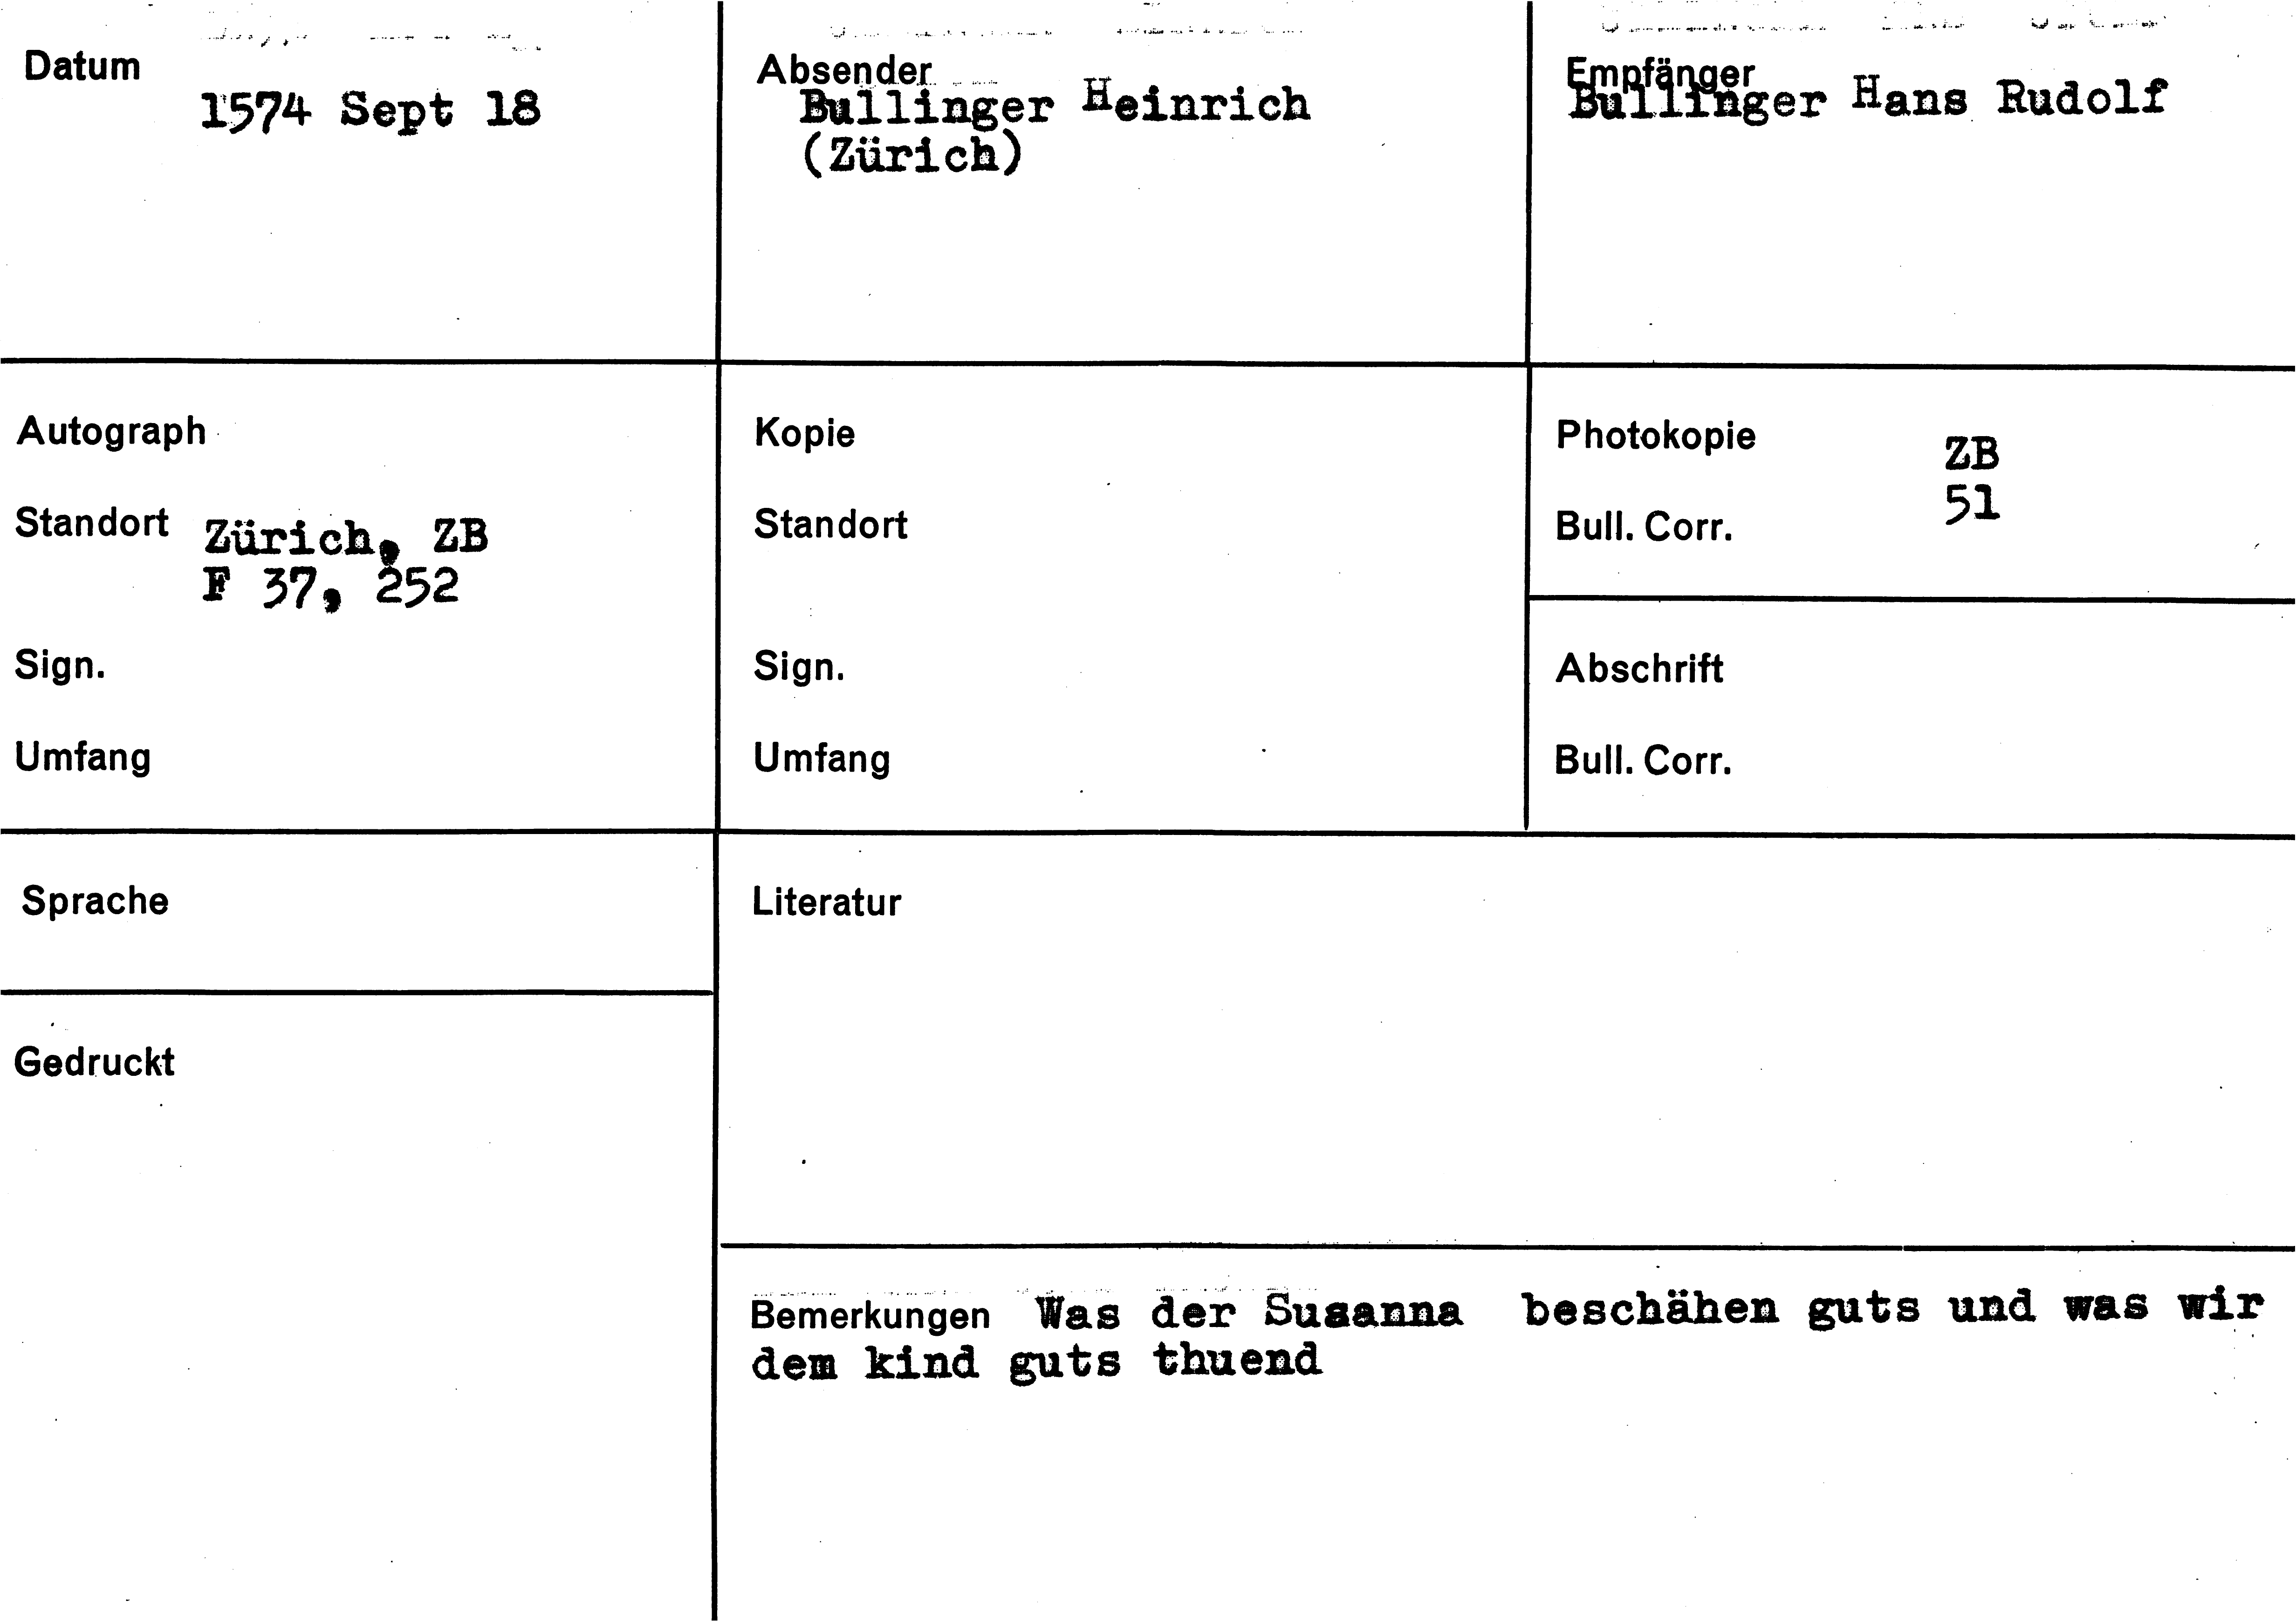 Datum
1574 Sept 18
Absender
Bullinger Heinrich
(Zürich)
Empfänger
Bullinger Hans Rudolf
Autograph
Standort Zürich, ZB
F 37, 252
Sign.
Umfang
Kopie
Standort
Sign.
Umfang
Photokopie ZB
Bull. Corr. 51
Abschrift
Bull. Corr.
Sprache
Gedruckt
Literatur
Bemerkungen Was der Susanna beschähen guts und was wir
dem kind guts thuend